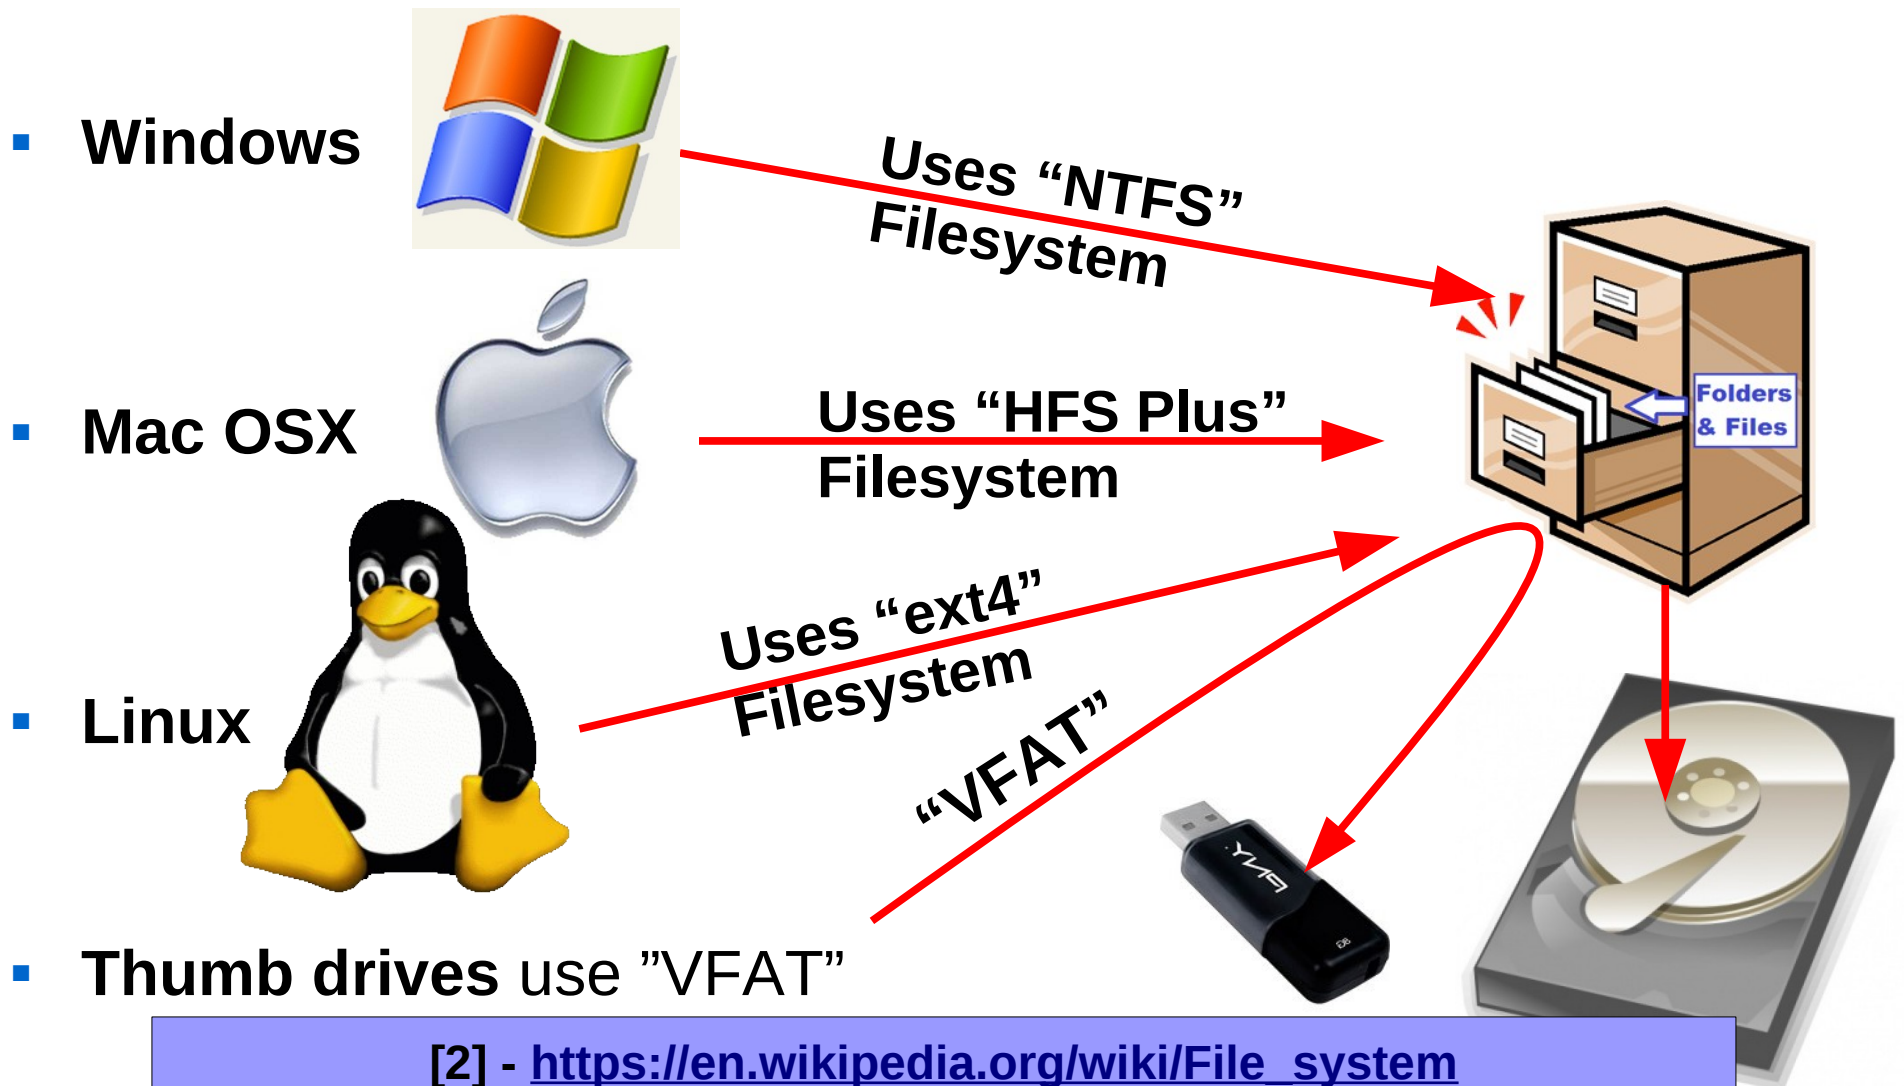 Windows
Uses “NTFS”
Filesystem
Folders
& Files
Mac OSX
Uses “HFS Plus”
Filesystem
Uses “ext4”
Filesystem
Linux
“VFAT”
PNY
Thumb drives use ”VFAT”
[2] - https://en.wikipedia.org/wiki/File_system